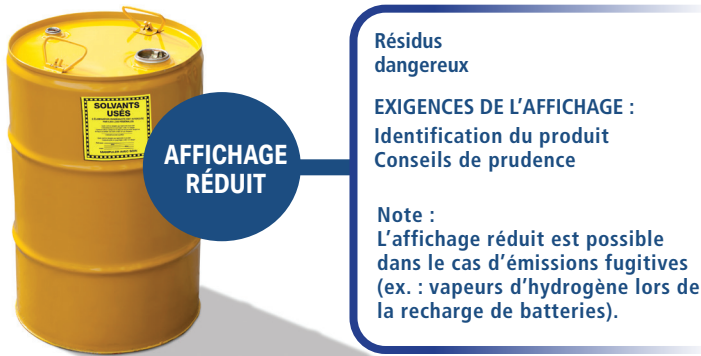 SOLVANTS
USÉS
AFFICHAGE
RÉDUIT
Résidus
dangereux
EXIGENCES DE L’AFFICHAGE :
Identification du produit
Conseils de prudence
Note :
L’affichage réduit est possible
dans le cas d’émissions fugitives
(ex. : vapeurs d’hydrogène lors de
la recharge de batteries).